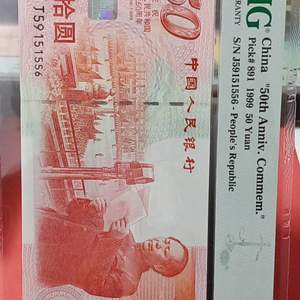 MG
China "50th Anniv. Commem."
Pick# 891 1999 50 Yuan
S/N J59151556 - People's Republic
50
中国人民银行
J59151556
拾圆